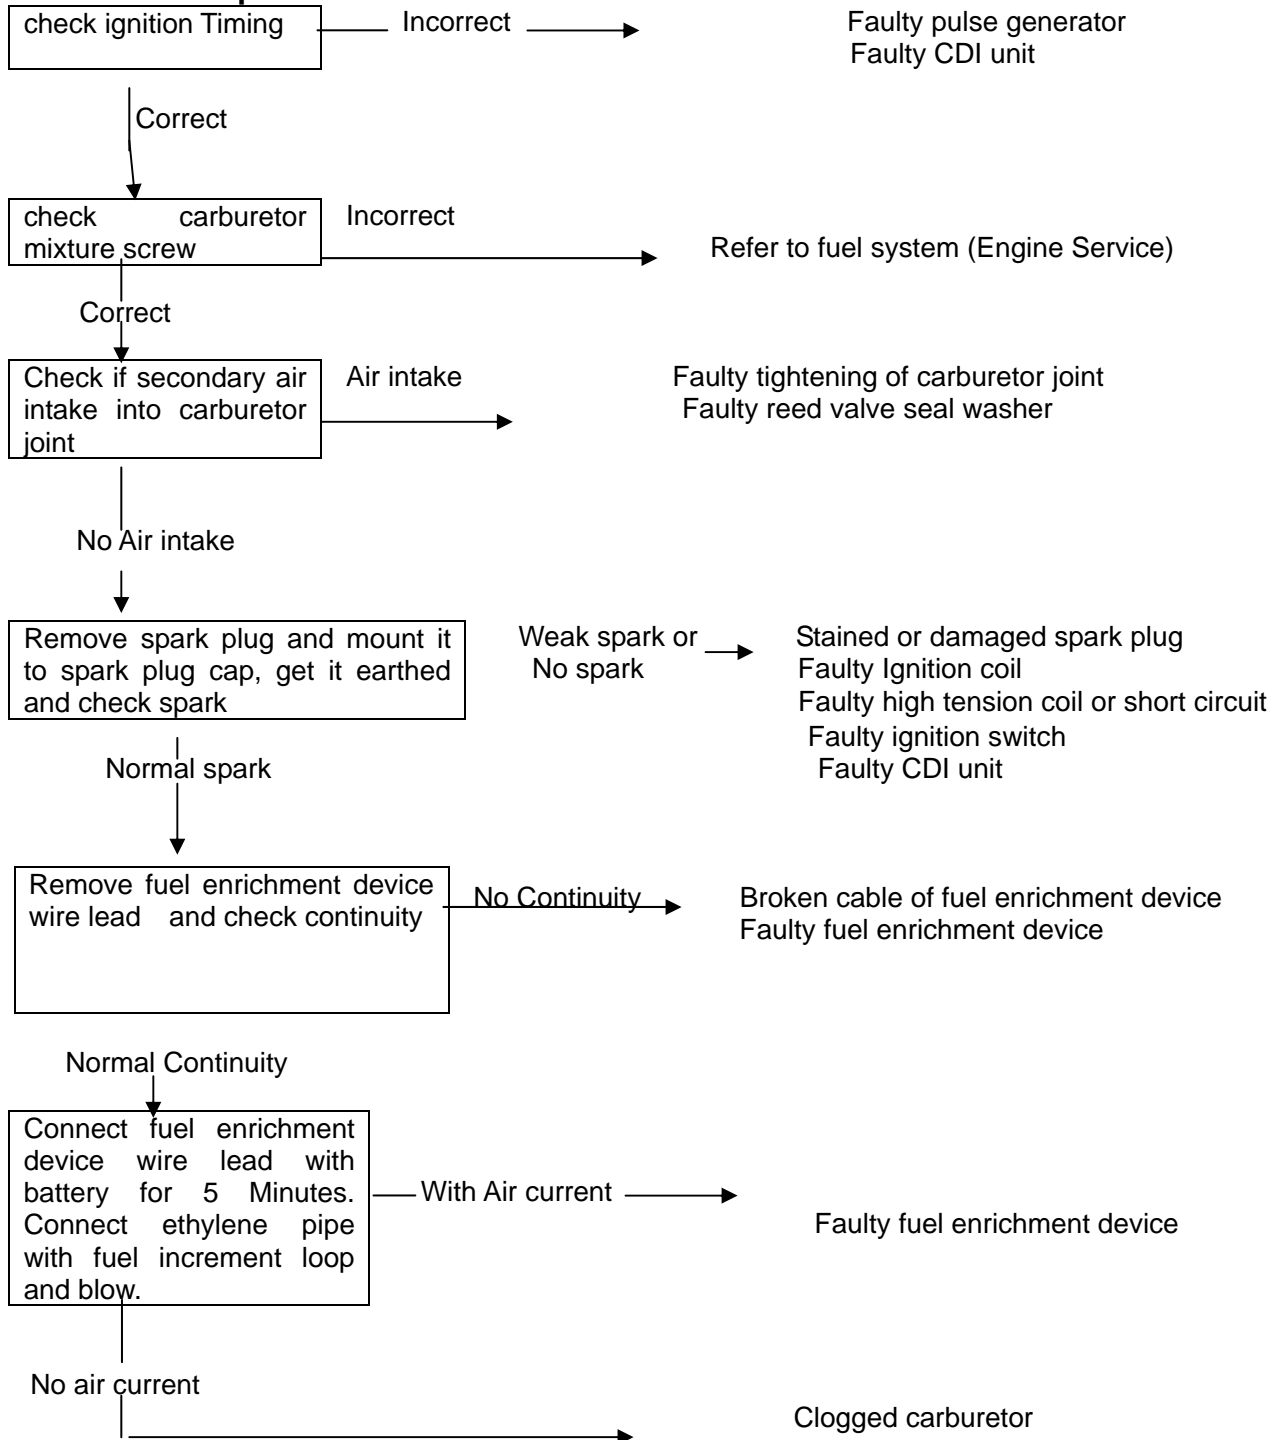 check ignition Timing
Incorrect
Faulty pulse generator
Faulty CDI unit
Correct
check carburetor
mixture screw
Incorrect
Refer to fuel system (Engine Service)
Correct
Check if secondary air
intake into carburetor
joint
Air intake
Faulty tightening of carburetor joint
Faulty reed valve seal washer
No Air intake
Remove spark plug and mount it
to spark plug cap, get it earthed
and check spark
Weak spark or
No spark
Stained or damaged spark plug
Faulty Ignition coil
Faulty high tension coil or short circuit
Faulty ignition switch
Faulty CDI unit
Normal spark
Remove fuel enrichment device
wire lead and check continuity
No Continuity
Broken cable of fuel enrichment device
Faulty fuel enrichment device
Normal Continuity
Connect fuel enrichment
device wire lead with
battery for 5 Minutes.
Connect ethylene pipe
with fuel increment loop
and blow.
With Air current
Faulty fuel enrichment device
No air current
Clogged carburetor